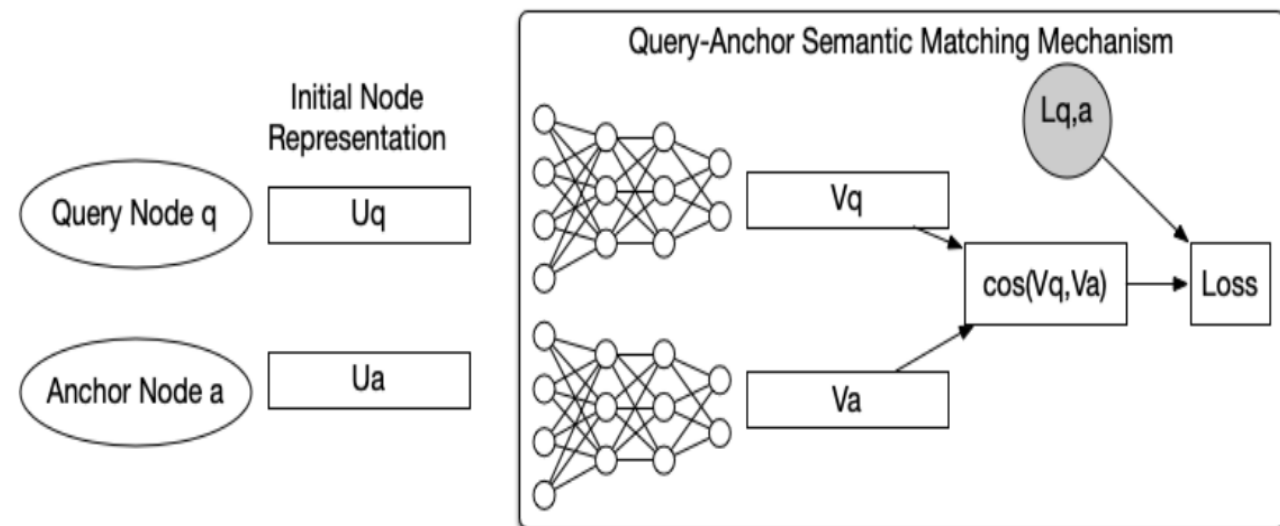 Query-Anchor Semantic Matching Mechanism
Initial Node
Representation
Lq,a
Query Node q
Uq
Vq
cos(Vq,Va)
Loss
Anchor Node a
Ua
Va